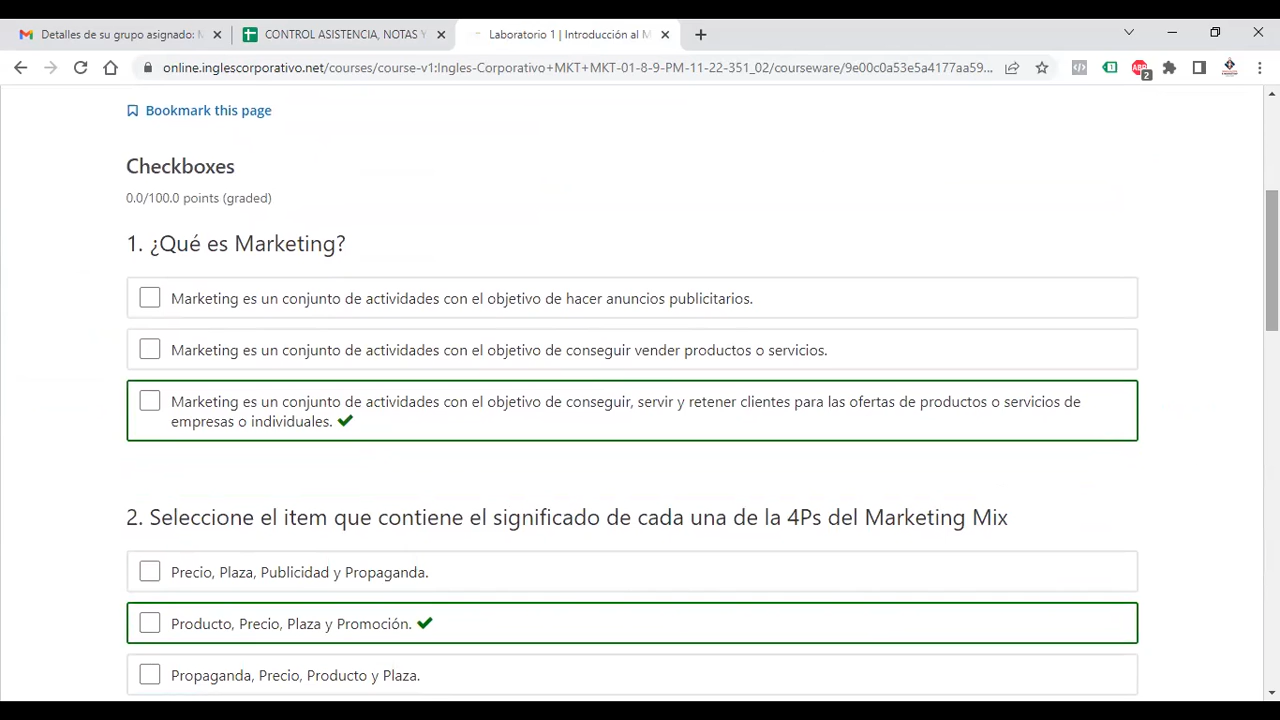 Detalles de su grupo asignado: M
CONTROL ASISTENCIA, NOTAS Y
Laboratorio 1 | Introducción al M
online.inglescorporativo.net/courses/course-v1:Ingles-Corporativo+MKT+MKT-01-8-9-PM-11-22-351_02/courseware/9e00c0a53e5a4177aa59...
1
ABP
2
Bookmark this page
Checkboxes
0.0/100.0 points (graded)
1. ¿Qué es Marketing?
Marketing es un conjunto de actividades con el objetivo de hacer anuncios publicitarios.
Marketing es un conjunto de actividades con el objetivo de conseguir vender productos o servicios.
Marketing es un conjunto de actividades con el objetivo de conseguir, servir y retener clientes para las ofertas de productos o servicios de
empresas o individuales.
2. Seleccione el item que contiene el significado de cada una de la 4Ps del Marketing Mix
Precio, Plaza, Publicidad y Propaganda.
Producto, Precio, Plaza y Promoción.
Propaganda, Precio, Producto y Plaza.